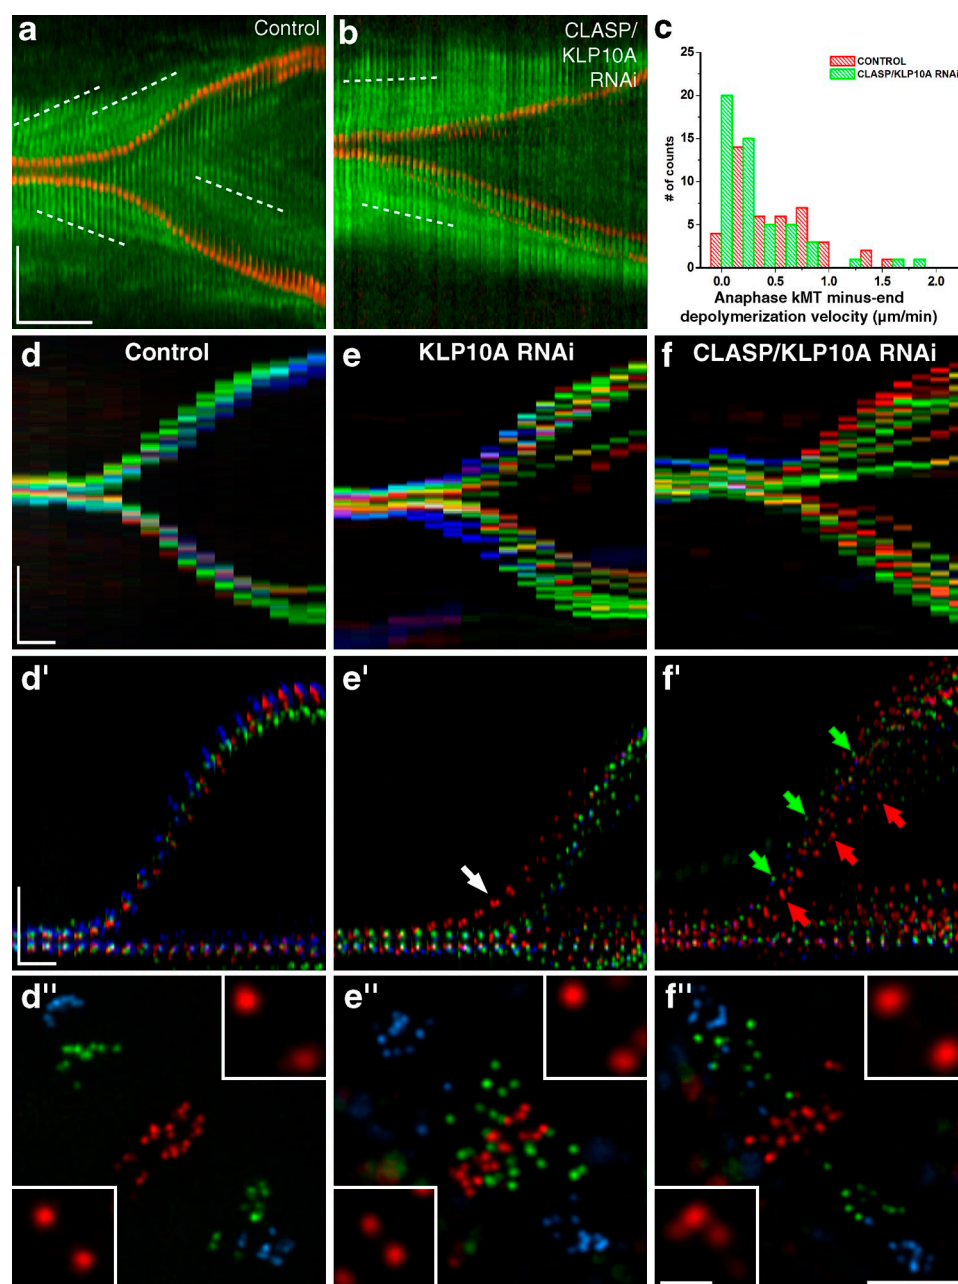 a
Control
b
CLASP/
KLP10A
RNAi
c
25
20
15
10
5
0
# of counts
CONTROL
CLASP/KLP10A RNAi
0.0
0.5
1.0
1.5
2.0
Anaphase kMT minus-end
depolymerization velocity (µm/min)
d
Control
e
KLP10A RNAi
f
CLASP/KLP10A RNAi
d'
e'
f'
d''
e''
f''